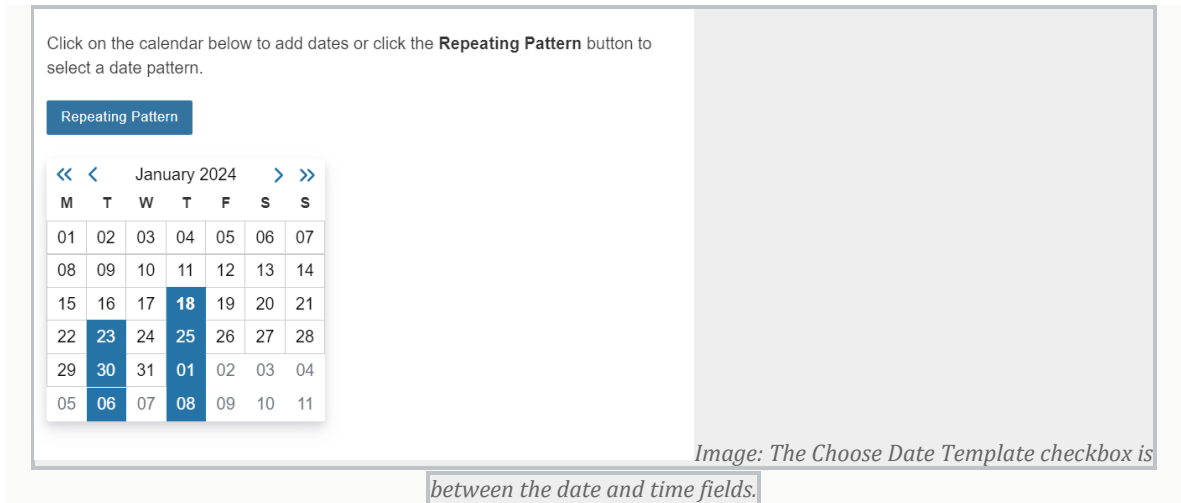 Click on the calendar below to add dates or click the Repeating Pattern button to
select a date pattern.
Repeating Pattern
« < January 2024 > »
M T W T F S S
01 02 03 04 05 06 07
08 09 10 11 12 13 14
15 16 17 18 19 20 21
22 23 24 25 26 27 28
29 30 31 01 02 03 04
05 06 07 08 09 10 11
Image: The Choose Date Template checkbox is
between the date and time fields.